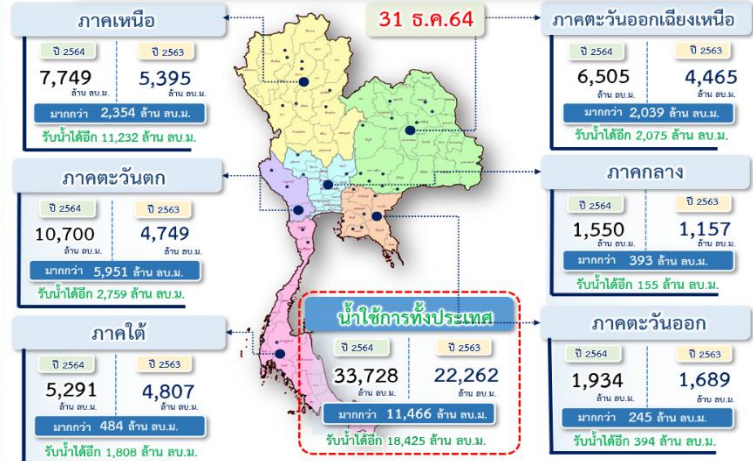 31 ธ.ค.64
ภาคเหนือ
ปี 2564 ปี 2563
7,749 5,395
ล้าน ลบ.ม. ล้าน ลบ.ม.
มากกว่า 2,354 ล้าน ลบ.ม.
รับน้ำได้อีก 11,232 ล้าน ลบ.ม.
ภาคตะวันออกเฉียงเหนือ
ปี 2564 ปี 2563
6,505 4,465
ล้าน ลบ.ม. ล้าน ลบ.ม.
มากกว่า 2,039 ล้าน ลบ.ม.
รับน้ำได้อีก 2,075 ล้าน ลบ.ม.
ภาคตะวันตก
ปี 2564 ปี 2563
10,700 4,749
ล้าน ลบ.ม. ล้าน ลบ.ม.
มากกว่า 5,951 ล้าน ลบ.ม.
รับน้ำได้อีก 2,759 ล้าน ลบ.ม.
ภาคกลาง
ปี 2564 ปี 2563
1,550 1,157
ล้าน ลบ.ม. ล้าน ลบ.ม.
มากกว่า 393 ล้าน ลบ.ม.
รับน้ำได้อีก 155 ล้าน ลบ.ม.
ภาคใต้
ปี 2564 ปี 2563
5,291 4,807
ล้าน ลบ.ม. ล้าน ลบ.ม.
มากกว่า 484 ล้าน ลบ.ม.
รับน้ำได้อีก 1,808 ล้าน ลบ.ม.
น้ำใช้การทั้งประเทศ
ปี 2564 ปี 2563
33,728 22,262
ล้าน ลบ.ม. ล้าน ลบ.ม.
มากกว่า 11,466 ล้าน ลบ.ม.
รับน้ำได้อีก 18,425 ล้าน ลบ.ม.
ภาคตะวันออก
ปี 2564 ปี 2563
1,934 1,689
ล้าน ลบ.ม. ล้าน ลบ.ม.
มากกว่า 245 ล้าน ลบ.ม.
รับน้ำได้อีก 394 ล้าน ลบ.ม.